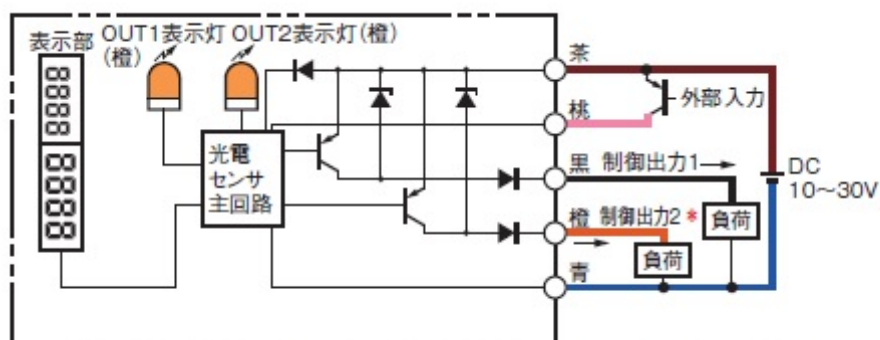 OUT1表示灯 OUT2表示灯(橙)
表示部
(橙)
光電
センサ
主回路
茶
桃
外部入力
黒 制御出力1
DC
10～30V
橙 制御出力2 *
負荷
負荷
青